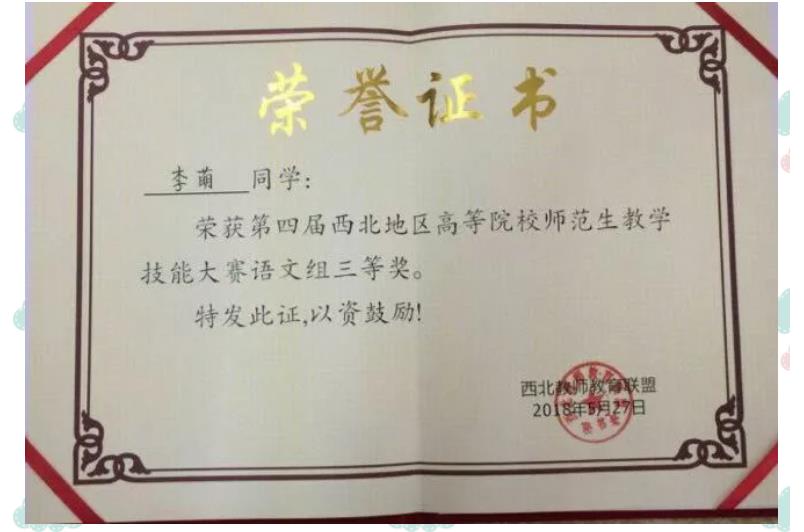 荣誉证书
李萌 同学：
荣获第四届西北地区高等院校师范生教学
技能大赛语文组三等奖。
特发此证,以资鼓励!
西北教师教育联盟
2018年5月27日